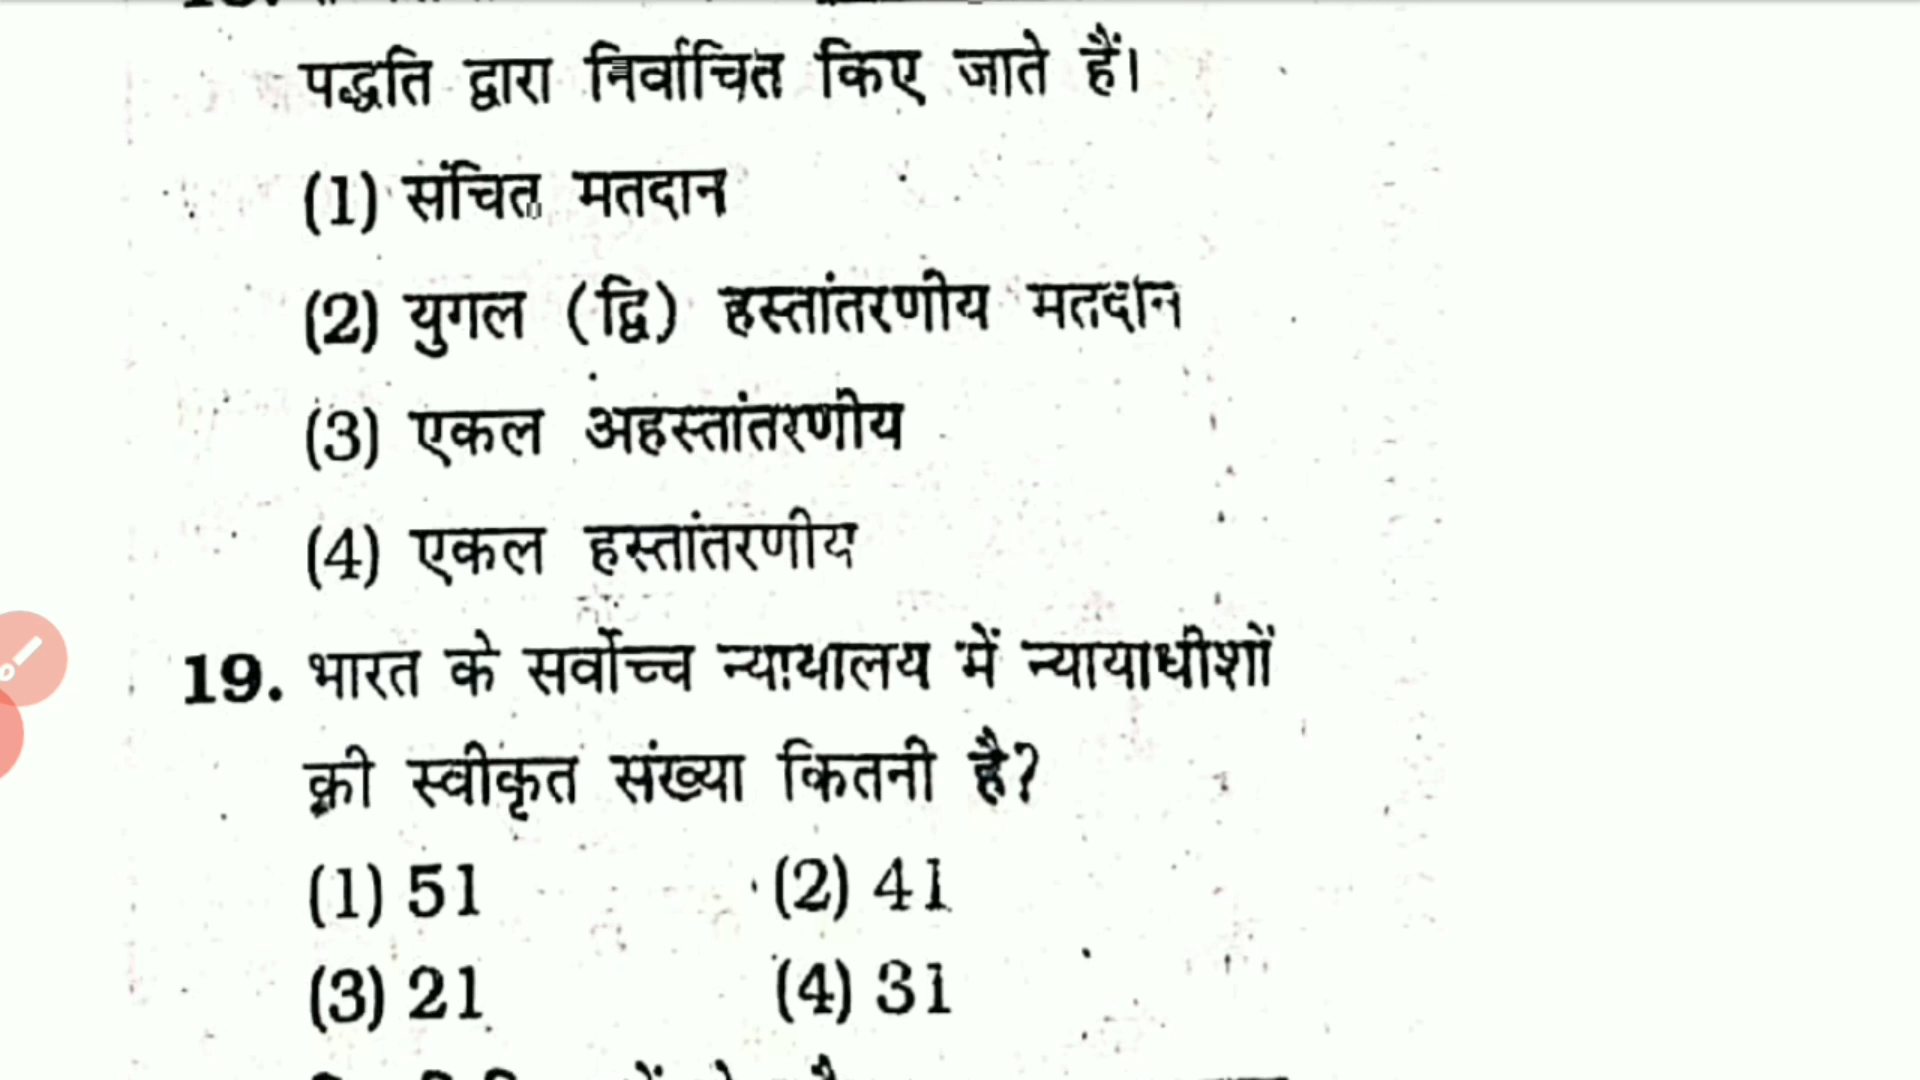 पद्धति द्वारा निर्वाचित किए जाते हैं।
(1) संचित मतदान
(2) युगल (द्वि) हस्तांतरणीय मतदान
(3) एकल अहस्तांतरणीय
(4) एकल हस्तांतरणीय
19. भारत के सर्वोच्च न्यायालय में न्यायाधीशों
की स्वीकृत संख्या कितनी है?
(1) 51 (2) 41
(3) 21 (4) 31